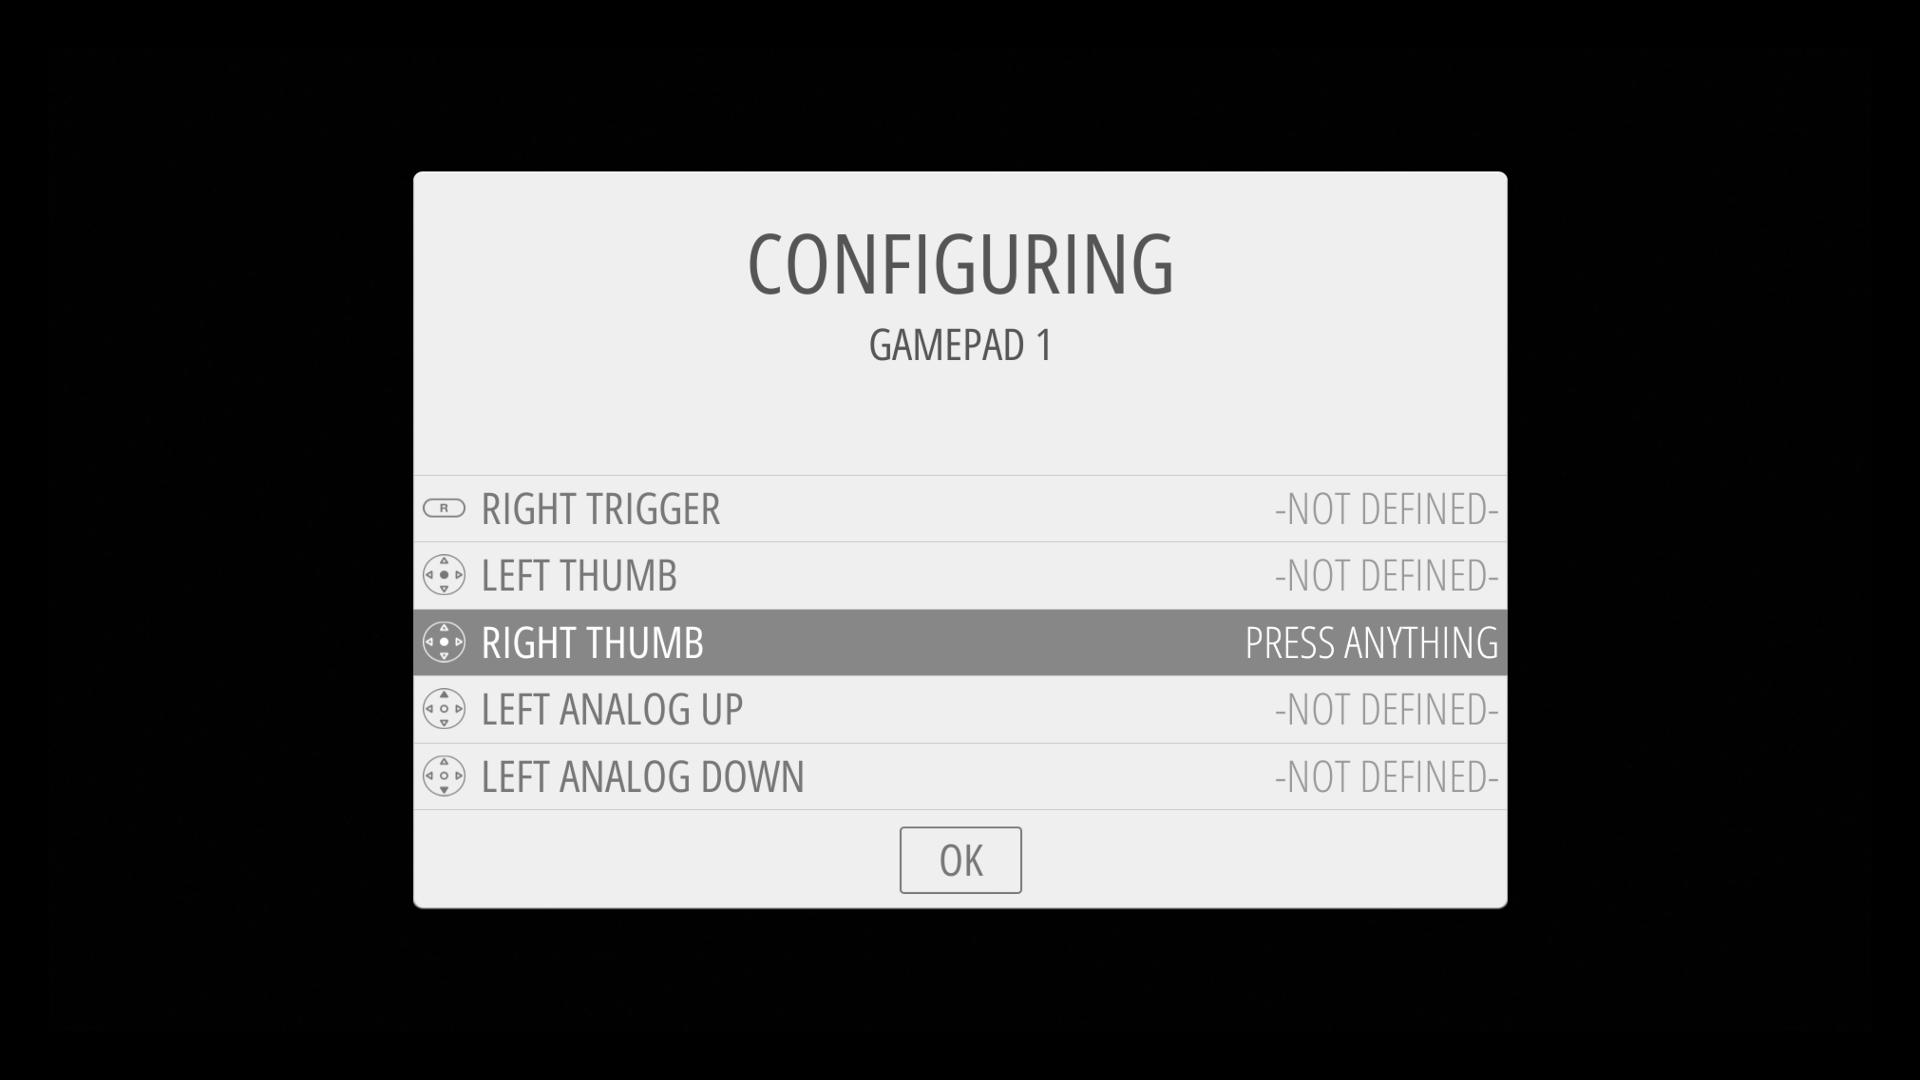 CONFIGURING
GAMEPAD 1
R RIGHT TRIGGER -NOT DEFINED-
LEFT THUMB -NOT DEFINED-
RIGHT THUMB PRESS ANYTHING
LEFT ANALOG UP -NOT DEFINED-
LEFT ANALOG DOWN -NOT DEFINED-
OK